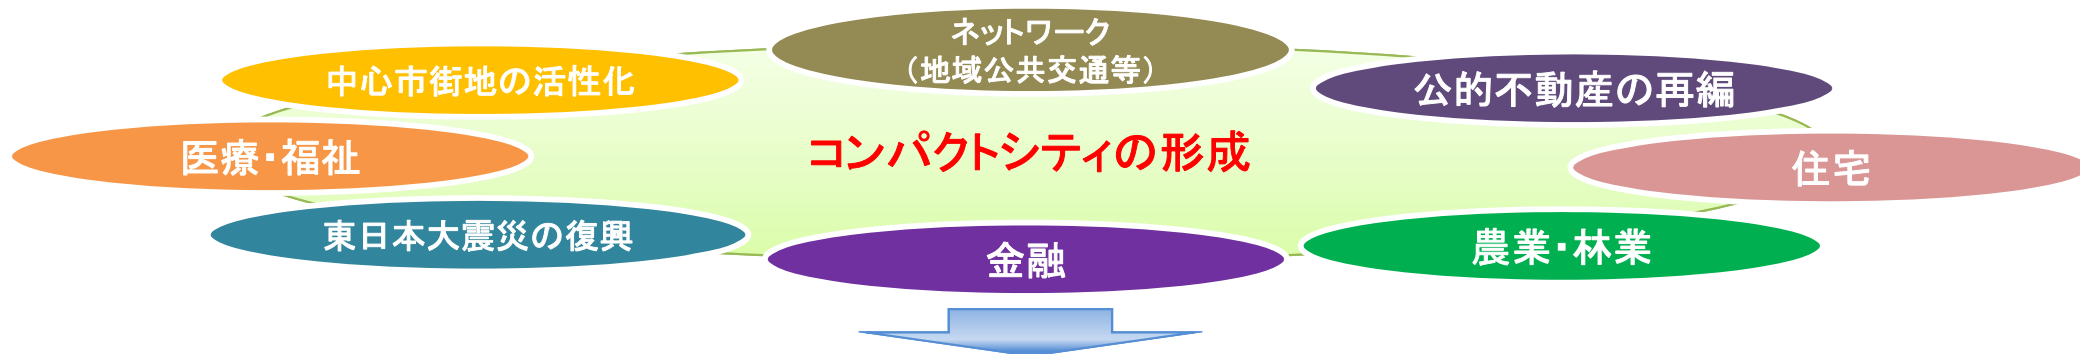 ネットワーク
（地域公共交通等）
中心市街地の活性化
公的不動産の再編
コンパクトシティの形成
医療・福祉
住宅
東日本大震災の復興
農業・林業
金融